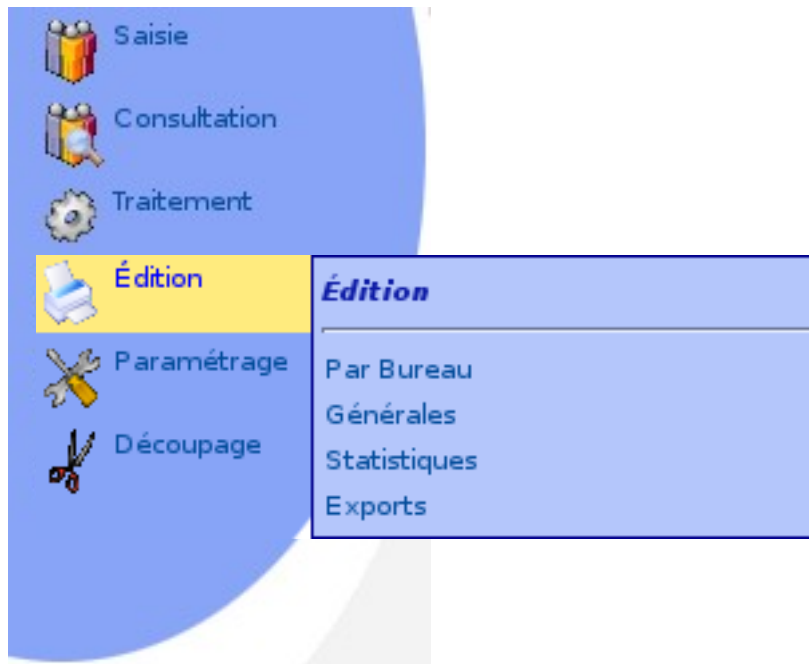 Saisie
Consultation
Traitement
Édition
Édition
Par Bureau
Générales
Statistiques
Exports
Paramétrage
Découpage